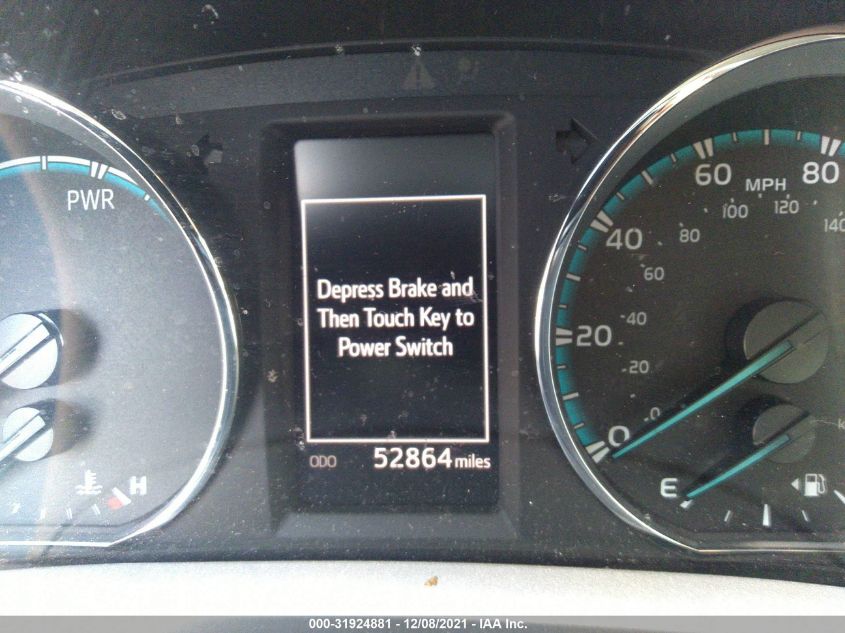 PWR
H
Depress Brake and
Then Touch Key to
Power Switch
ODO 52864 miles
0 20 40 60 80
MPH
0 20 40 60 80 100 120 140
E
000-31924881 - 12/08/2021 - IAA Inc.